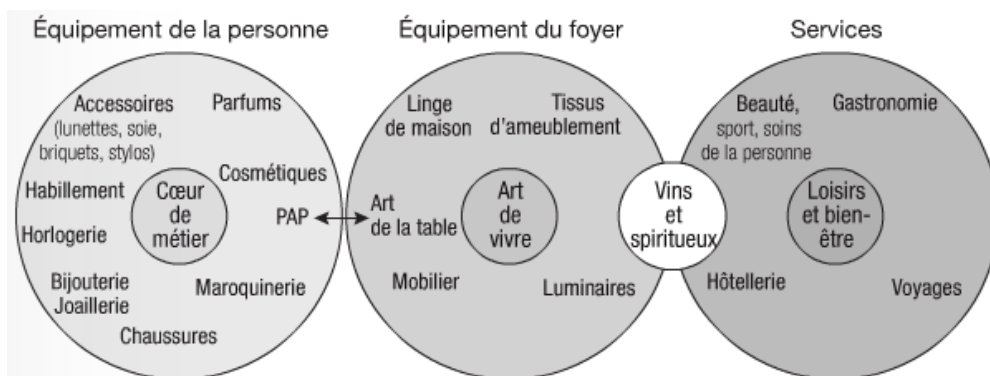 Équipement de la personne
Accessoires
(lunettes, soie,
briquets, stylos)
Parfums
Habillement
Cosmétiques
Cœur
de
métier
PAP
Horlogerie
Bijouterie
Joaillerie
Maroquinerie
Chaussures
Équipement du foyer
Linge
de maison
Tissus
d'ameublement
Art
de la table
Art
de
vivre
Mobilier
Luminaires
Vins
et
spiritueux
Services
Beauté,
sport, soins
de la personne
Gastronomie
Loisirs
et bien-
être
Hôtellerie
Voyages